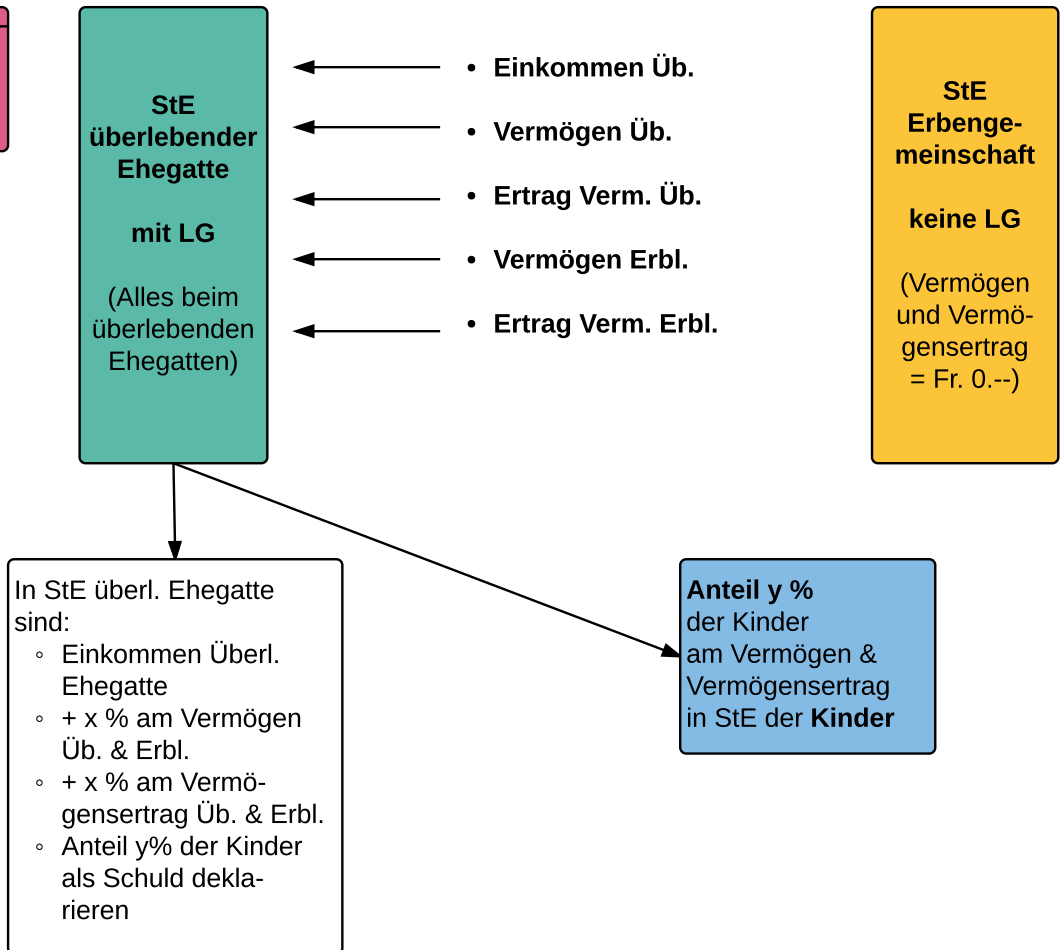 StE
überlebender
Ehegatte
mit LG
(Alles beim
überlebenden
Ehegatten)
• Einkommen Üb.
• Vermögen Üb.
• Ertrag Verm. Üb.
• Vermögen Erbl.
• Ertrag Verm. Erbl.
StE
Erbenge-
meinschaft
keine LG
(Vermögen
und Vermö-
gensertrag
= Fr. 0.--)
In StE überl. Ehegatte
sind:
◦ Einkommen Überl.
Ehegatte
◦ + x % am Vermögen
Üb. & Erbl.
◦ + x % am Vermö-
gensertrag Üb. & Erbl.
◦ Anteil y% der Kinder
als Schuld dekla-
rieren
Anteil y %
der Kinder
am Vermögen &
Vermögensertrag
in StE der Kinder